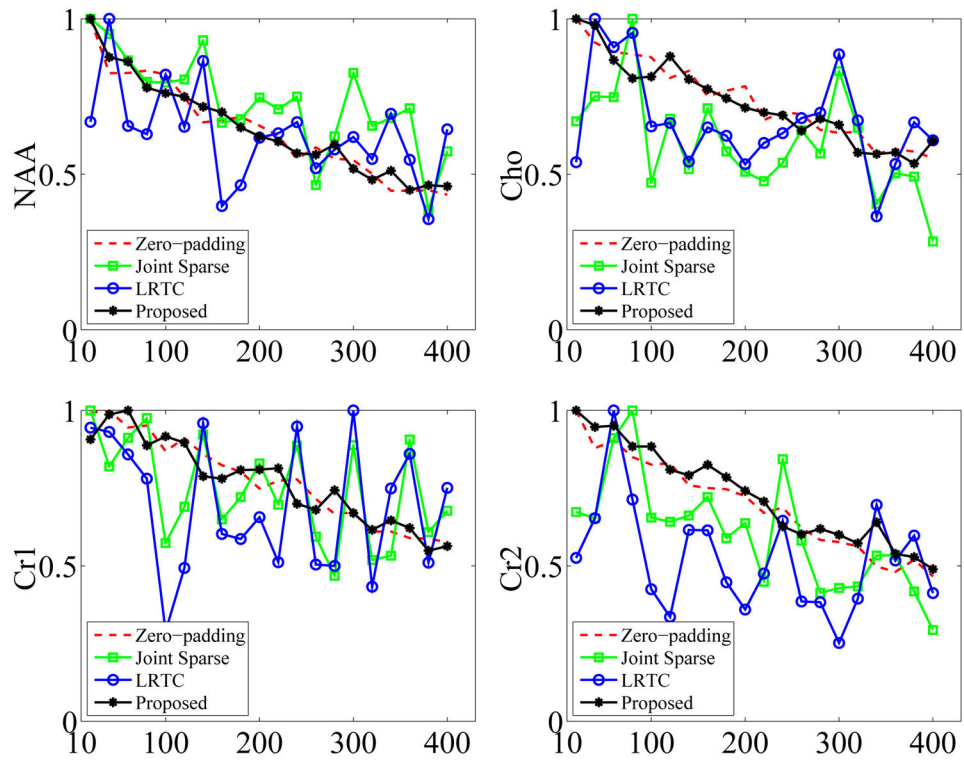 1
0.5
0
NAA
Zero-padding
Joint Sparse
LRTC
Proposed
10 100 200 300 400
1
0.5
0
Cho
Zero-padding
Joint Sparse
LRTC
Proposed
10 100 200 300 400
1
0.5
0
Cr1
Zero-padding
Joint Sparse
LRTC
Proposed
10 100 200 300 400
1
0.5
0
Cr2
Zero-padding
Joint Sparse
LRTC
Proposed
10 100 200 300 400